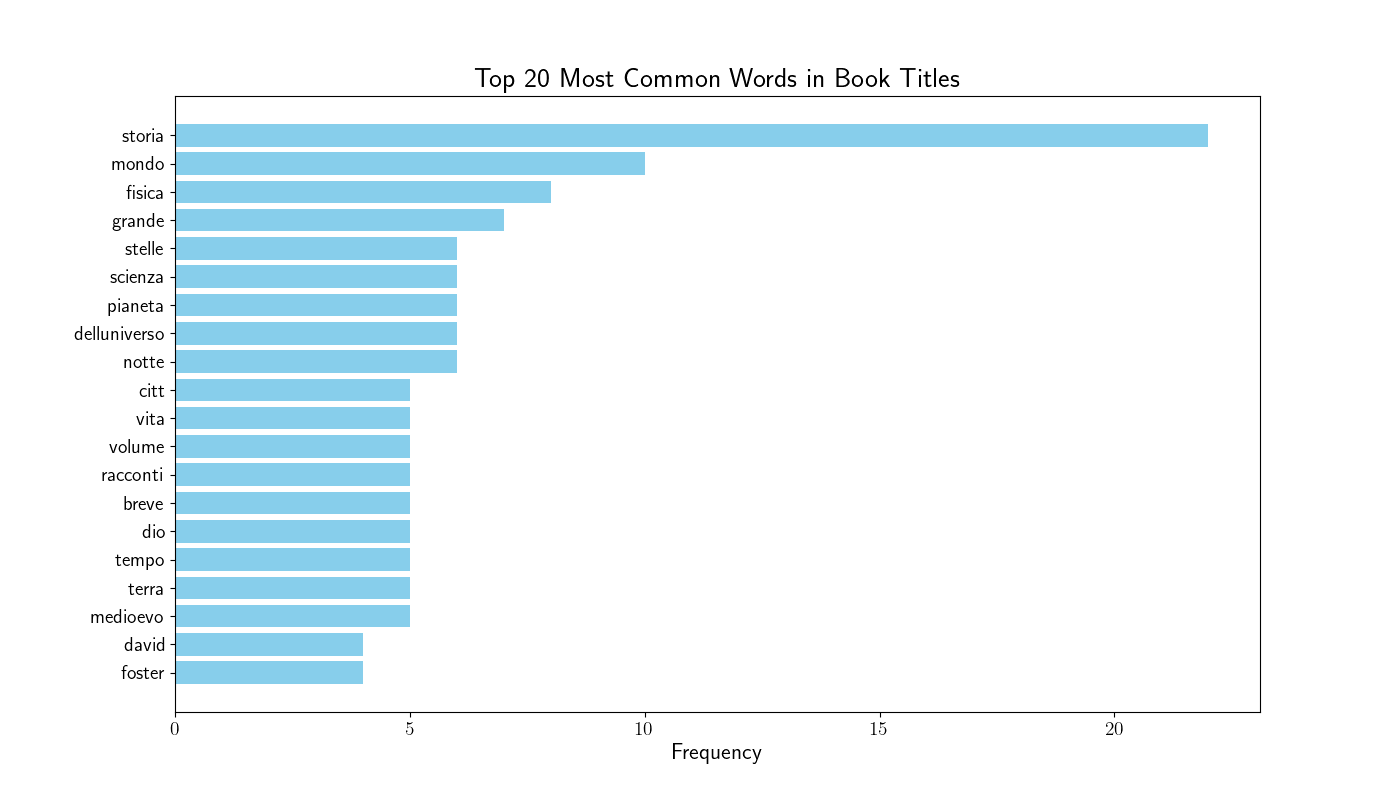 Top 20 Most Common Words in Book Titles
storia
mondo
fisica
grande
stelle
scienza
pianeta
delluniverso
notte
citt
vita
volume
racconti
breve
dio
tempo
terra
medioevo
david
foster
0 5 10 15 20
Frequency